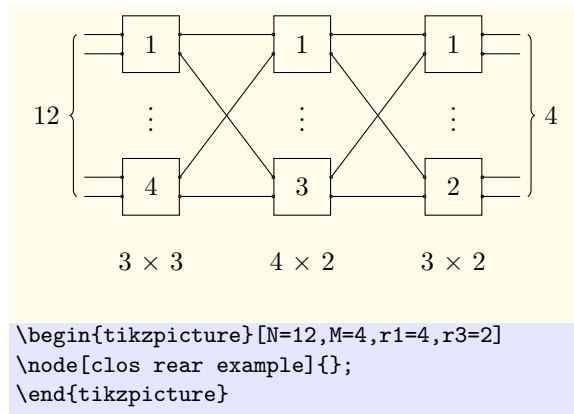 1 1 1
12 ⋮ ⋮ ⋮ 4
4 3 2
3 × 3 4 × 2 3 × 2
\begin{tikzpicture}[N=12,M=4,r1=4,r3=2]
\node[clos rear example]{};
\end{tikzpicture}